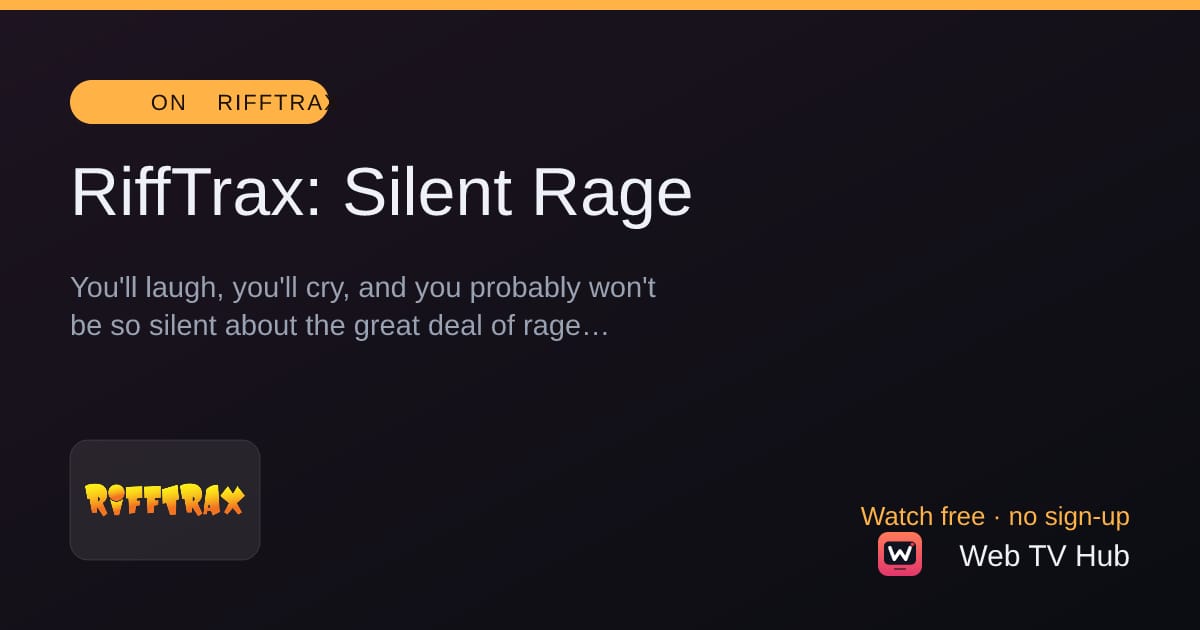 ON RIFFTRAX
RiffTrax: Silent Rage
You'll laugh, you'll cry, and you probably won't
be so silent about the great deal of rage…
RIFFTRAX
Watch free · no sign-up
W
Web TV Hub